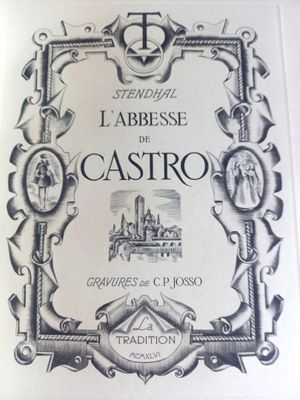 STENDHAL
L'ABBESSE
DE
CASTRO
GRAVURES DE C.P. JOSSO
La
TRADITION
MCMXLVI